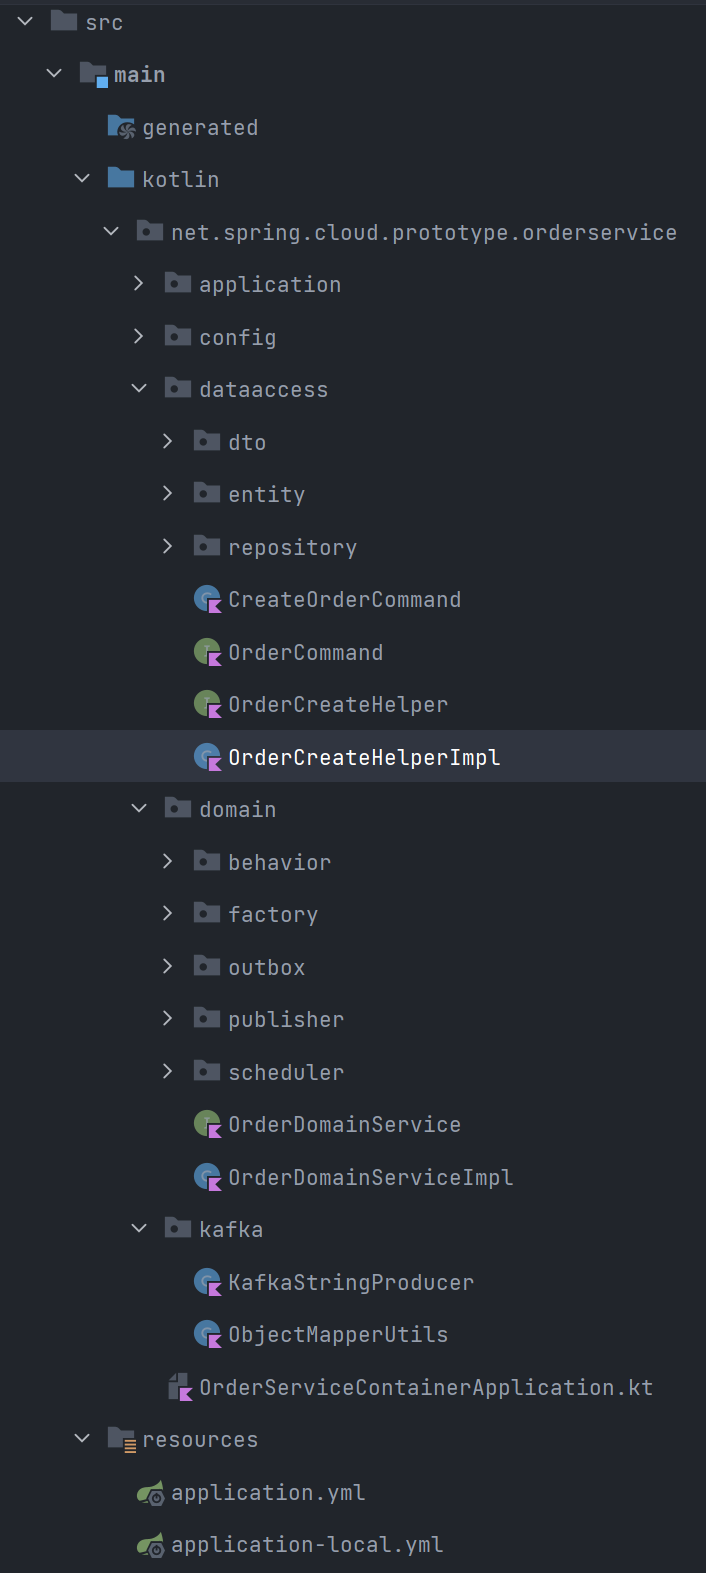 src
main
generated
kotlin
net.spring.cloud.prototype.orderservice
application
config
dataaccess
dto
entity
repository
CreateOrderCommand
OrderCommand
OrderCreateHelper
OrderCreateHelperImpl
domain
behavior
factory
outbox
publisher
scheduler
OrderDomainService
OrderDomainServiceImpl
kafka
KafkaStringProducer
ObjectMapperUtils
OrderServiceContainerApplication.kt
resources
application.yml
application-local.yml